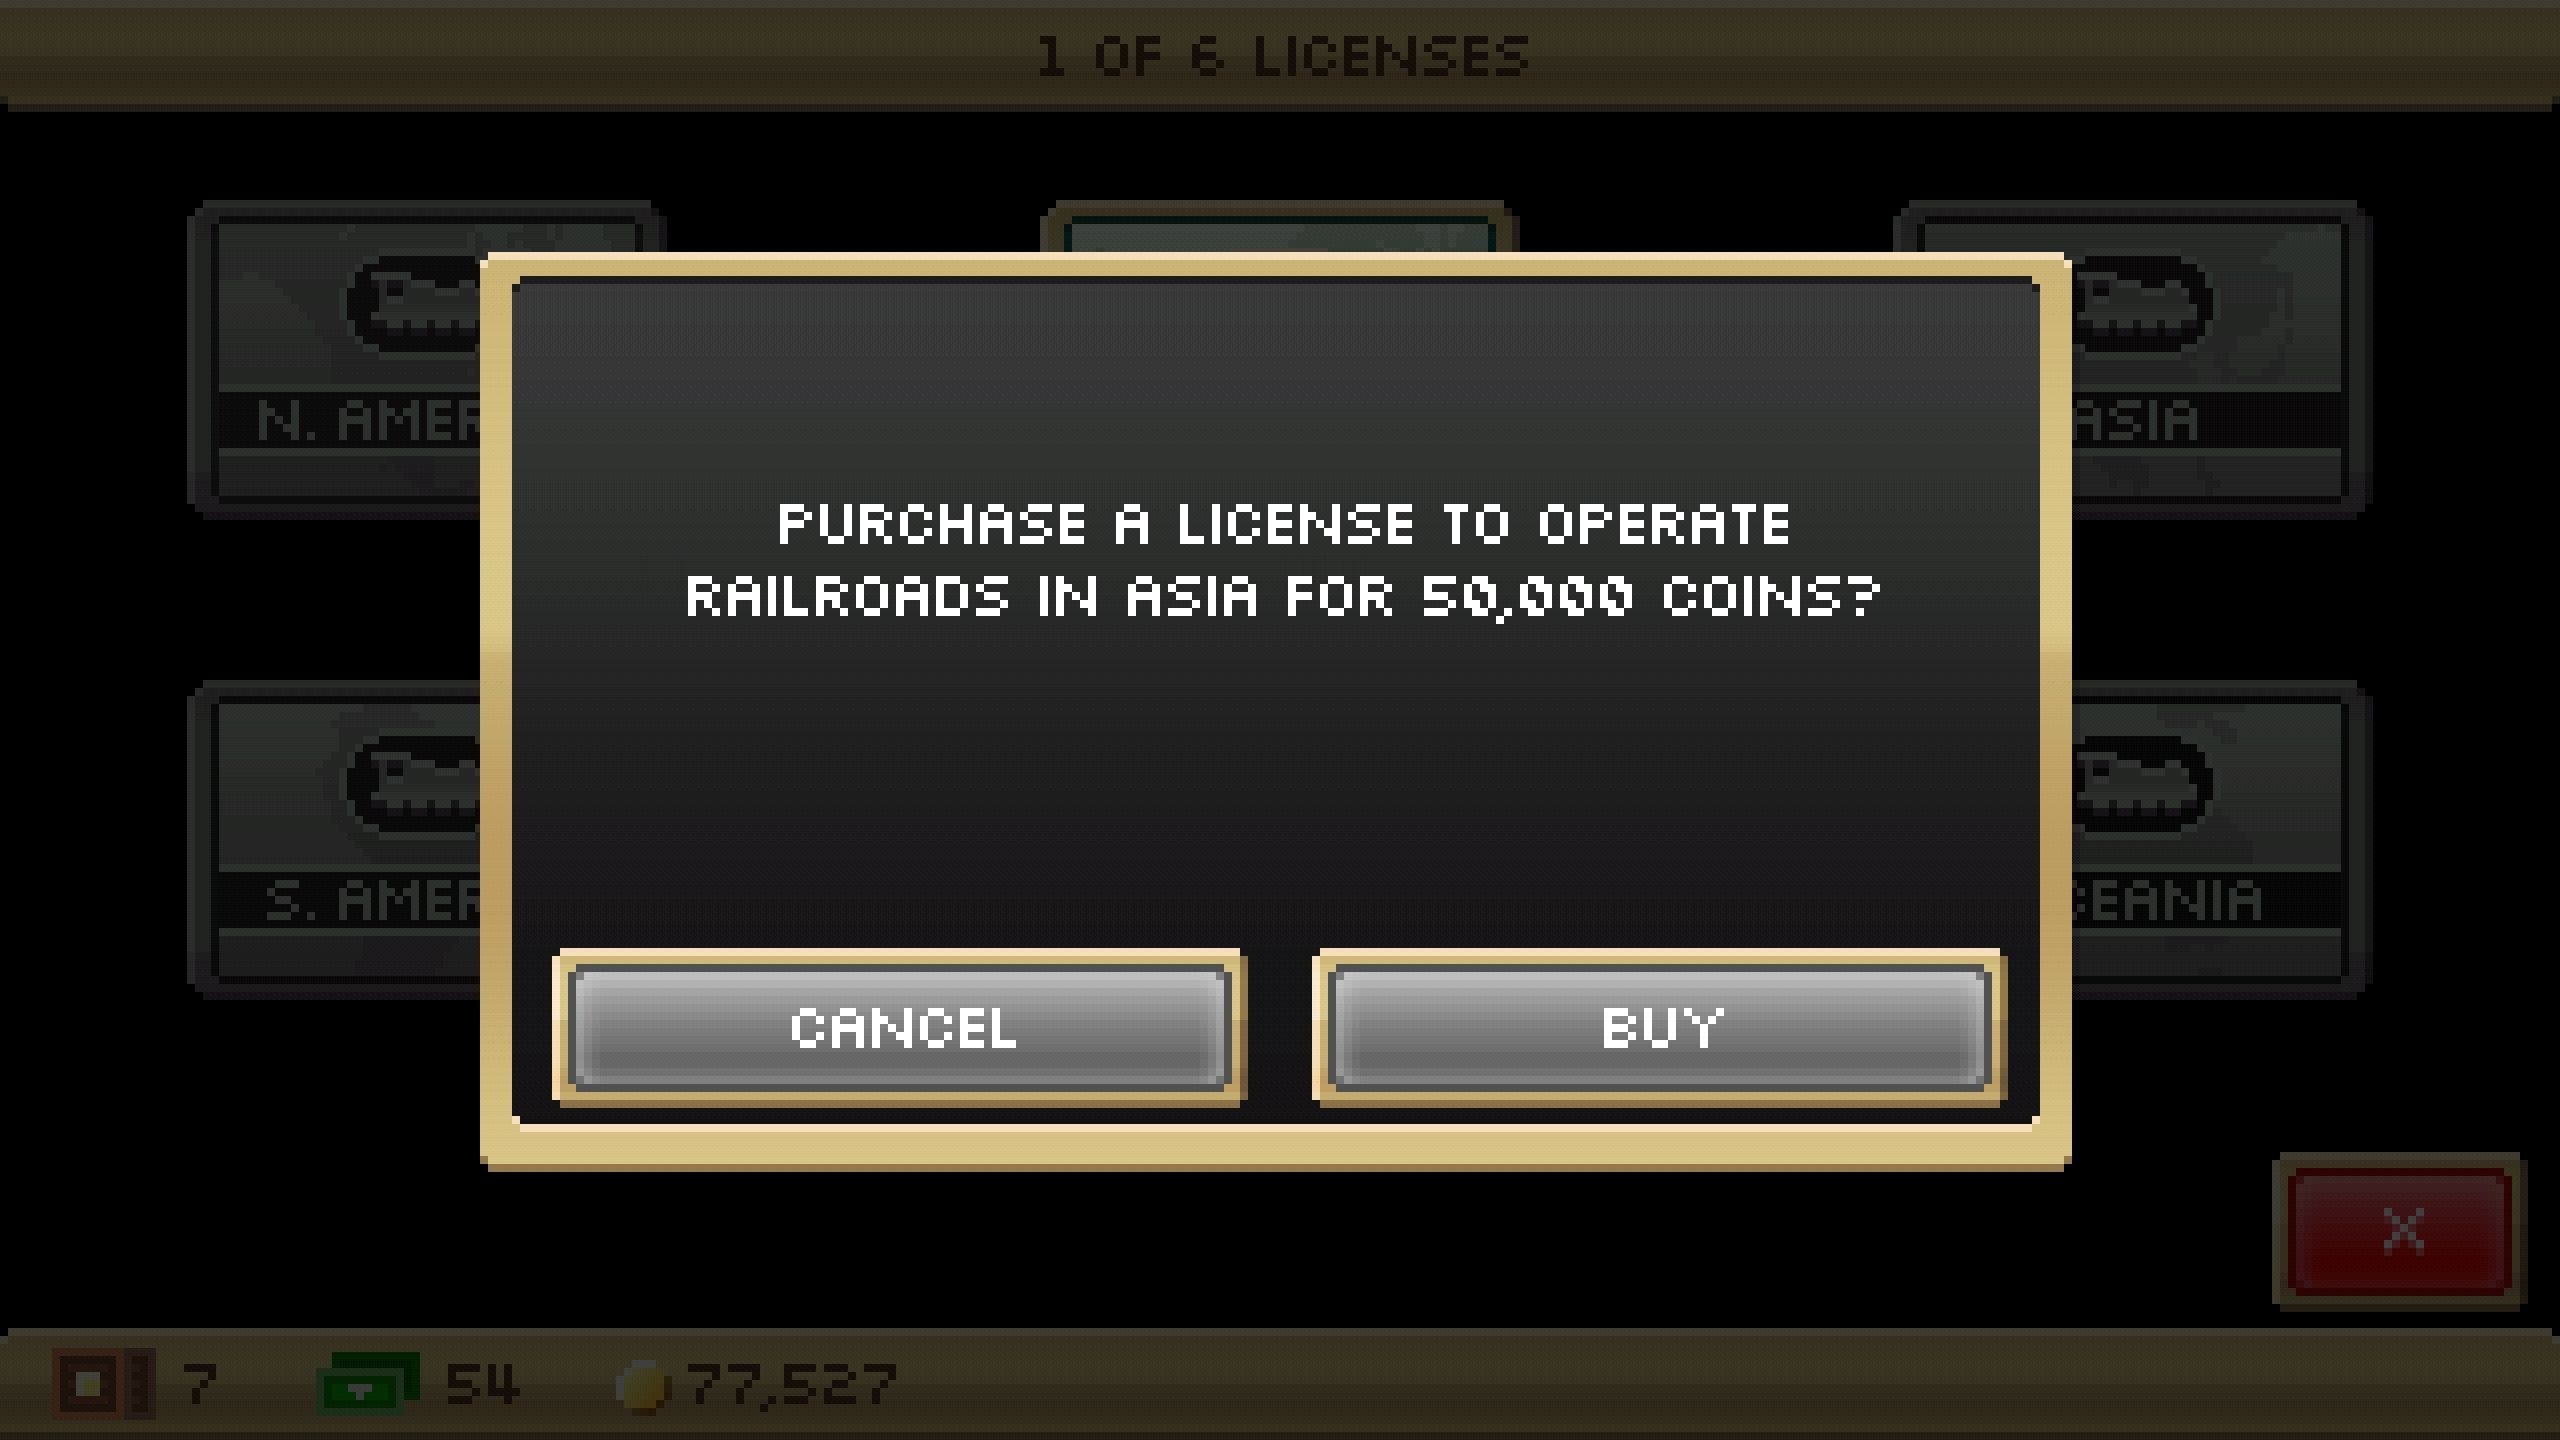 1 OF 6 LICENSES
N. AMER
ASIA
PURCHASE A LICENSE TO OPERATE
RAILROADS IN ASIA FOR 50,000 COINS?
S. AMER
CEANIA
CANCEL
BUY
X
7
54
77,527